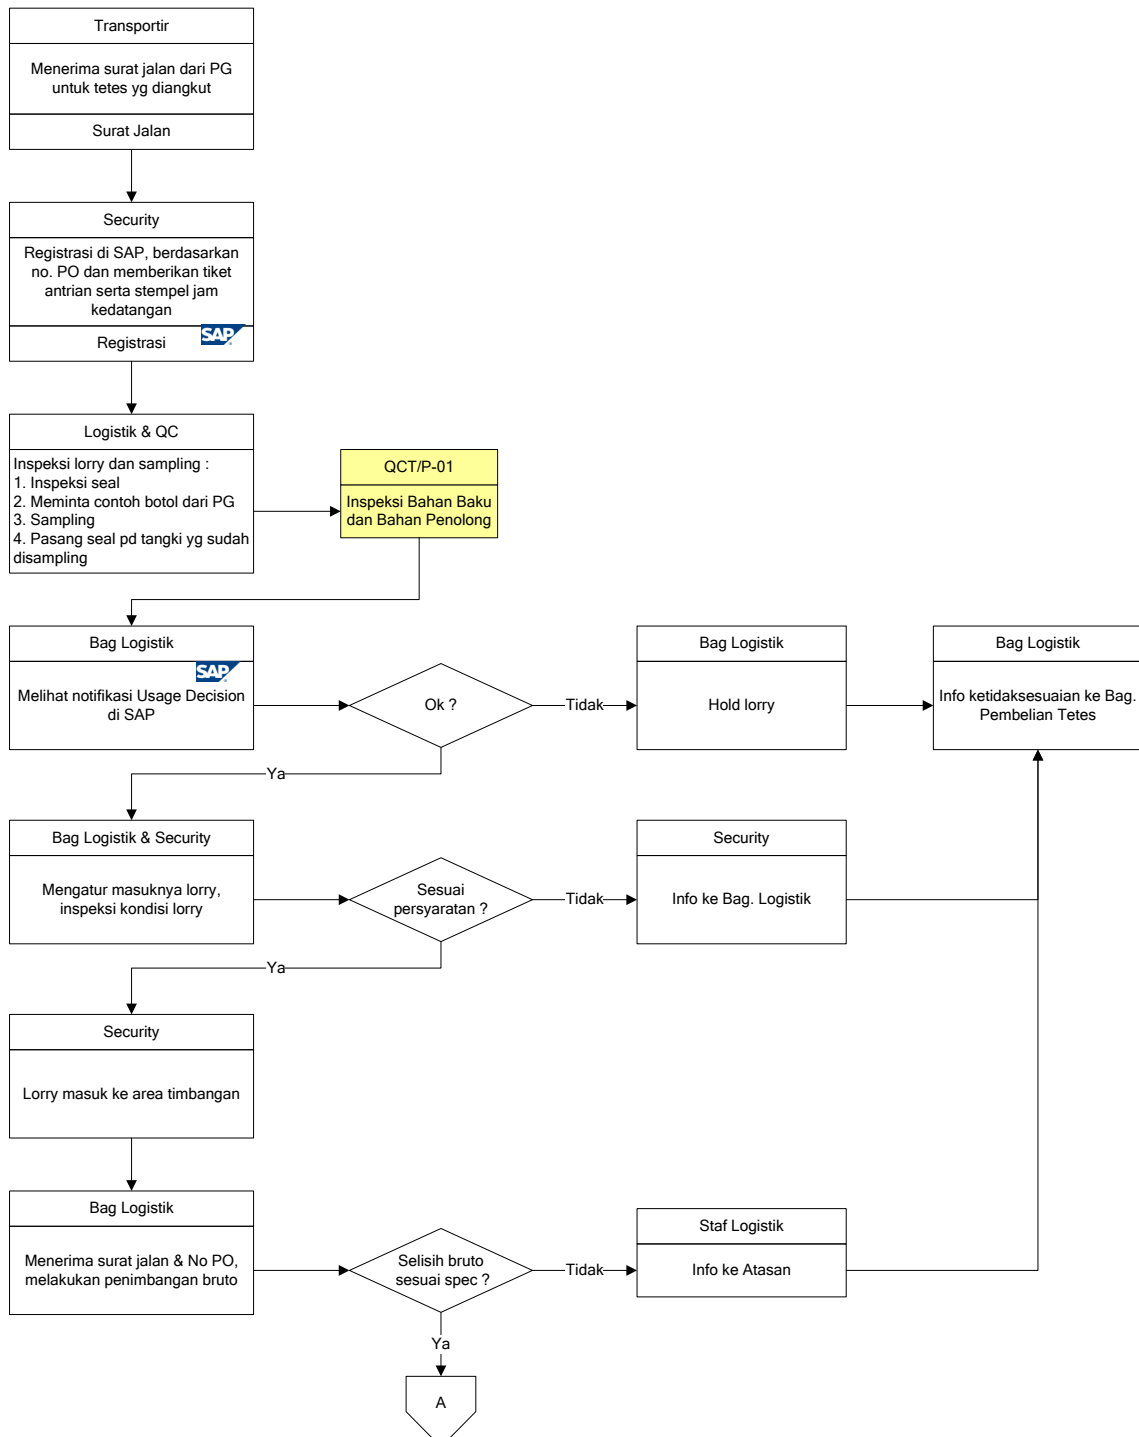 Transportir
Menerima surat jalan dari PG
untuk tetes yg diangkut
Surat Jalan
Security
Registrasi di SAP, berdasarkan
no. PO dan memberikan tiket
antrian serta stempel jam
kedatangan
Registrasi
SAP
Logistik & QC
Inspeksi lorry dan sampling :
1. Inspeksi seal
2. Meminta contoh botol dari PG
3. Sampling
4. Pasang seal pd tangki yg sudah
disampling
QCT/P-01
Inspeksi Bahan Baku
dan Bahan Penolong
Bag Logistik
SAP
Melihat notifikasi Usage Decision
di SAP
Ok ?
Tidak
Bag Logistik
Hold lorry
Bag Logistik
Info ketidaksesuaian ke Bag.
Pembelian Tetes
Ya
Bag Logistik & Security
Mengatur masuknya lorry,
inspeksi kondisi lorry
Sesuai
persyaratan ?
Tidak
Security
Info ke Bag. Logistik
Ya
Security
Lorry masuk ke area timbangan
Bag Logistik
Menerima surat jalan & No PO,
melakukan penimbangan bruto
Selisih bruto
sesuai spec ?
Tidak
Staf Logistik
Info ke Atasan
Ya
A